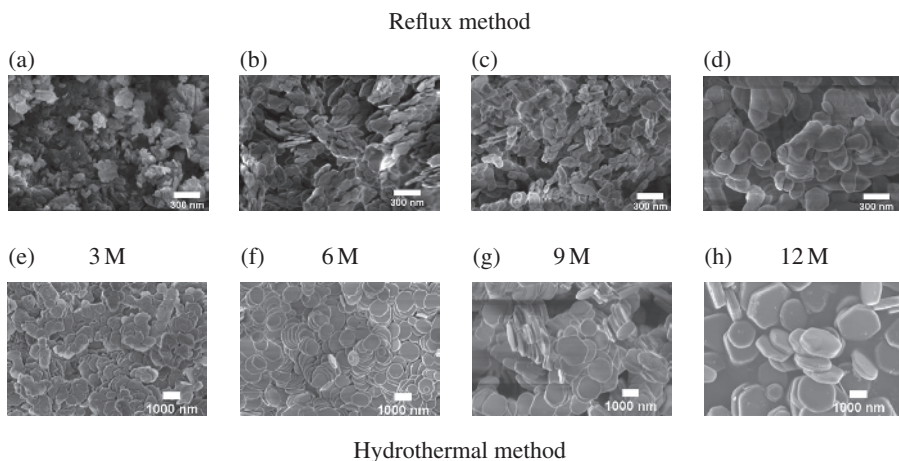 Reflux method
(a) (b) (c) (d)
300 nm 300 nm 300 nm 300 nm
(e) 3 M (f) 6 M (g) 9 M (h) 12 M
1000 nm 1000 nm 1000 nm 1000 nm
Hydrothermal method